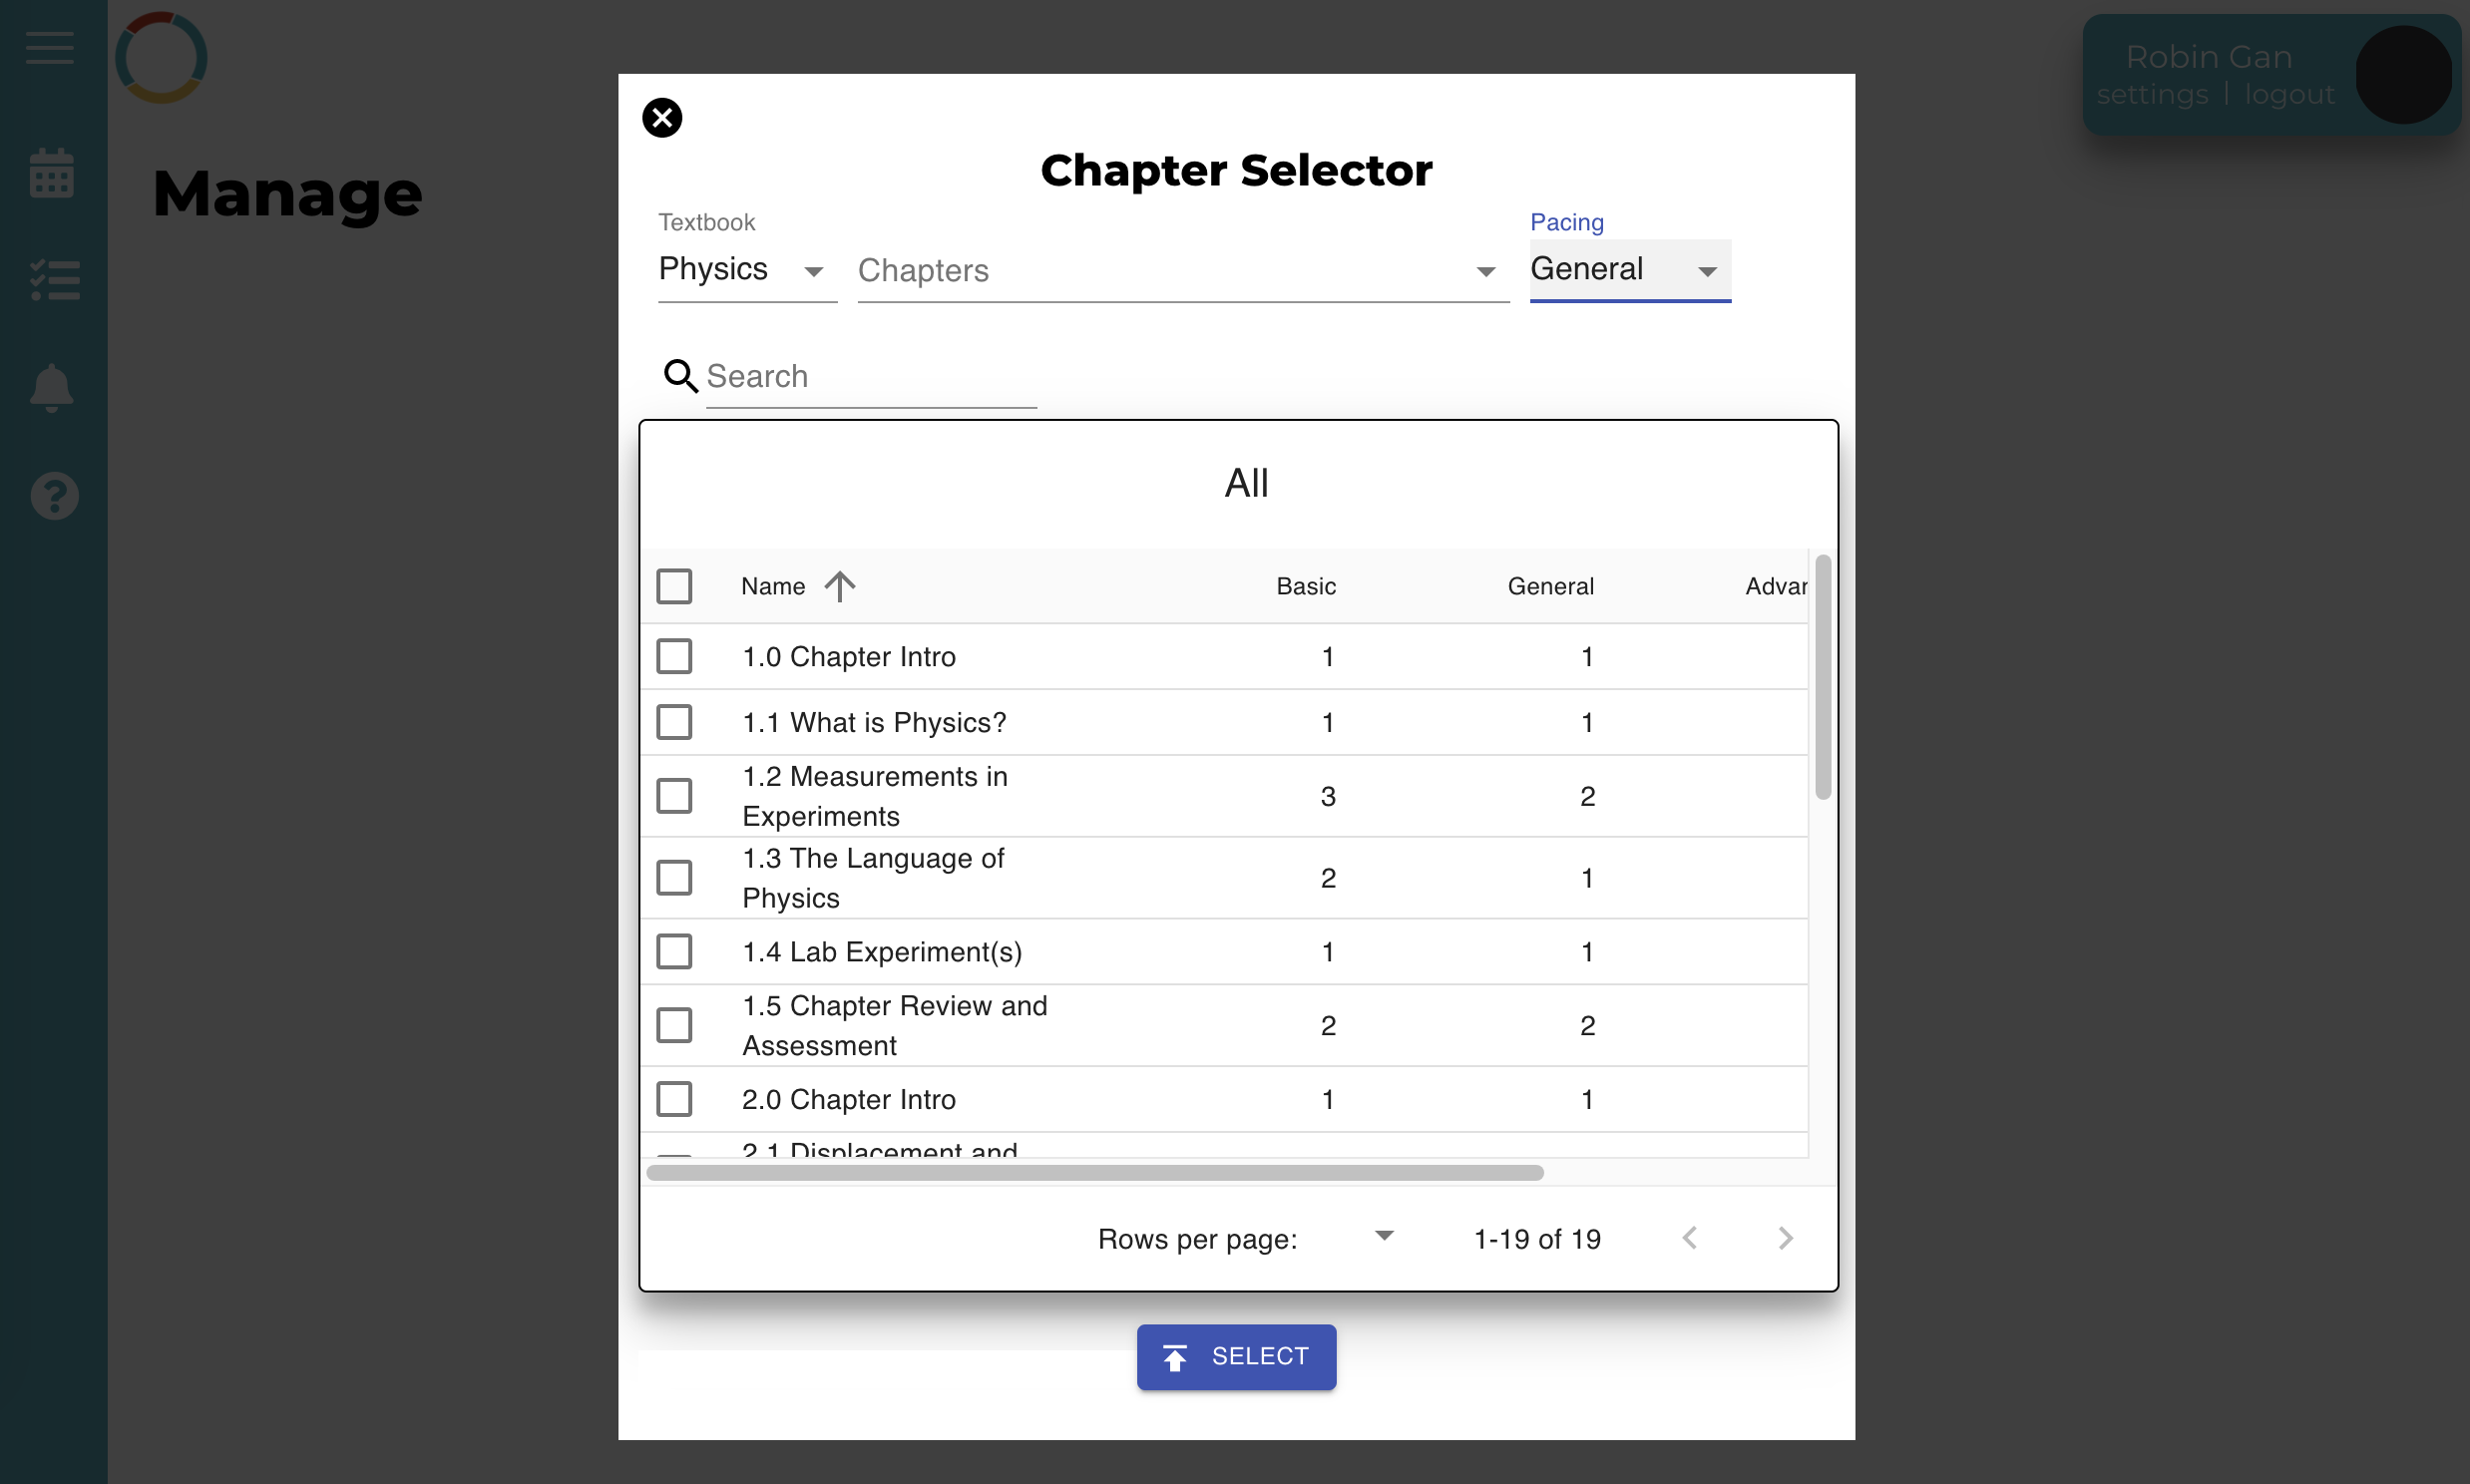 Robin Gan
settings | logout
Manage
Chapter Selector
Textbook
Pacing
Physics
Chapters
General
Search
All
Name Basic General Advan
1.0 Chapter Intro 1 1
1.1 What is Physics? 1 1
1.2 Measurements in
Experiments 3 2
1.3 The Language of
Physics 2 1
1.4 Lab Experiment(s) 1 1
1.5 Chapter Review and
Assessment 2 2
2.0 Chapter Intro 1 1
2.1 Displacement and
Rows per page: 1-19 of 19
SELECT